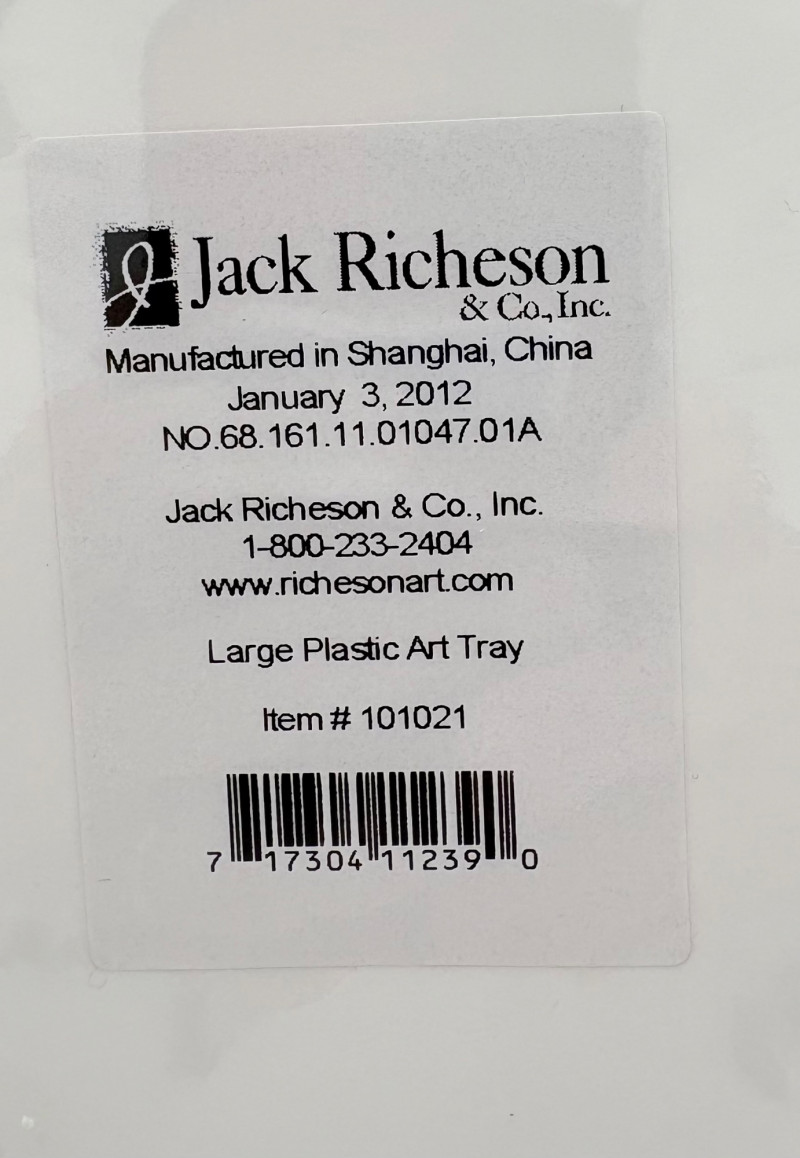 Jack Richeson
& Co., Inc.
Manufactured in Shanghai, China
January 3, 2012
NO.68.161.11.01047.01A
Jack Richeson & Co., Inc.
1-800-233-2404
www.richesonart.com
Large Plastic Art Tray
Item # 101021
7 17304 11239 0